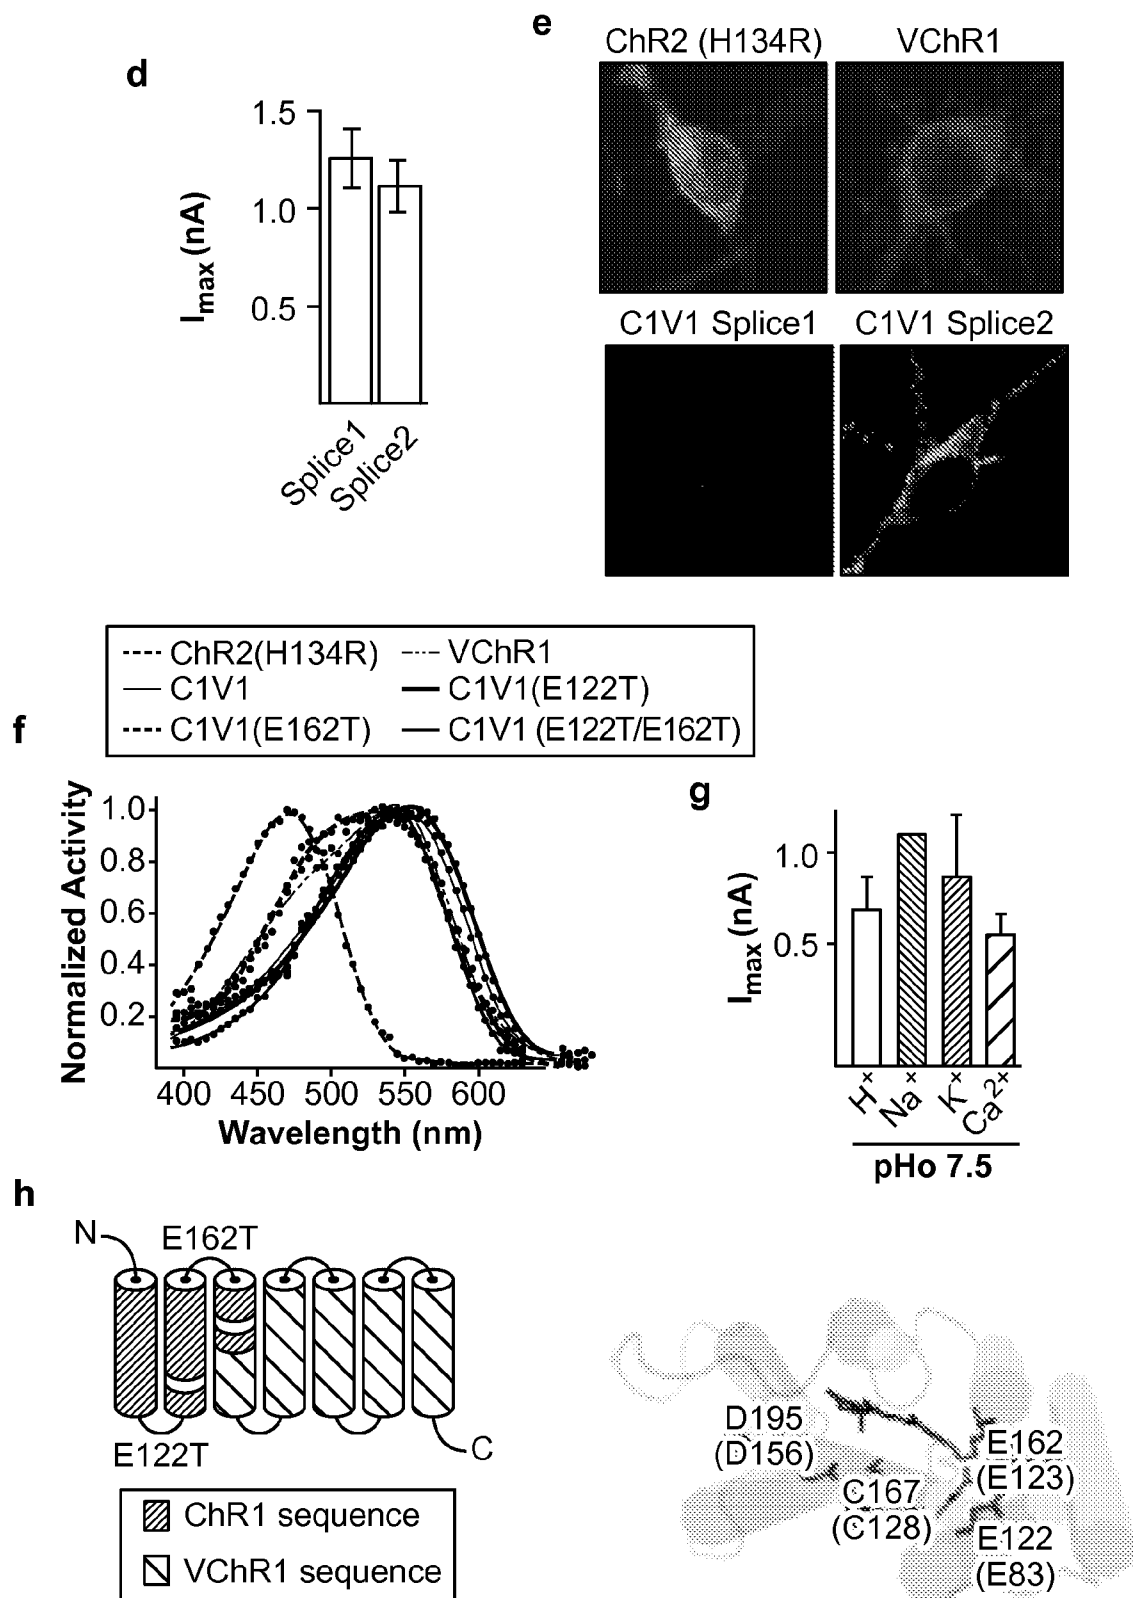 d
1.5
1.0
0.5
Imax (nA)
Splice1
Splice2
e
ChR2 (H134R)
VChR1
C1V1 Splice1
C1V1 Splice2
f
ChR2(H134R)
VChR1
C1V1
C1V1(E122T)
C1V1(E162T)
C1V1 (E122T/E162T)
Normalized Activity
1.0
0.8
0.6
0.4
0.2
400 450 500 550 600
Wavelength (nm)
g
Imax (nA)
1.0
0.5
H+
Na+
K+
Ca2+
pHo 7.5
h
N
E162T
E122T
C
ChR1 sequence
VChR1 sequence
D195
(D156)
C167
(C128)
E162
(E123)
E122
(E83)